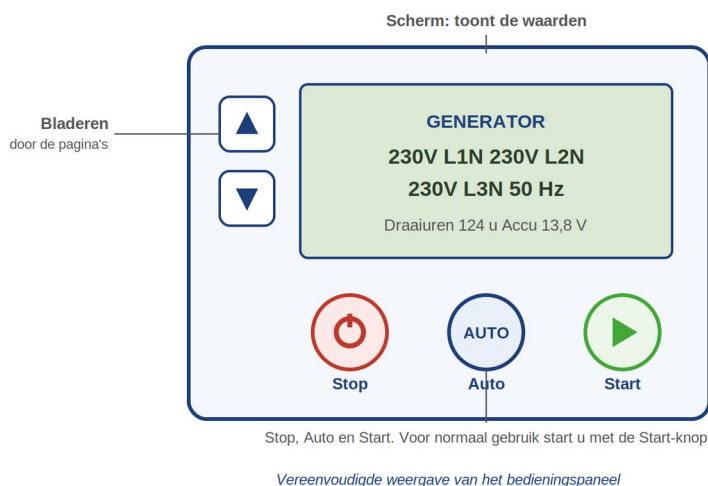 Scherm: toont de waarden
Bladeren
door de pagina's
GENERATOR
230V L1N 230V L2N
230V L3N 50 Hz
Draaiuren 124 u Accu 13,8 V
AUTO
Stop
Auto
Start
Stop, Auto en Start. Voor normaal gebruik start u met de Start-knop
Vereenvoudigde weergave van het bedieningspaneel